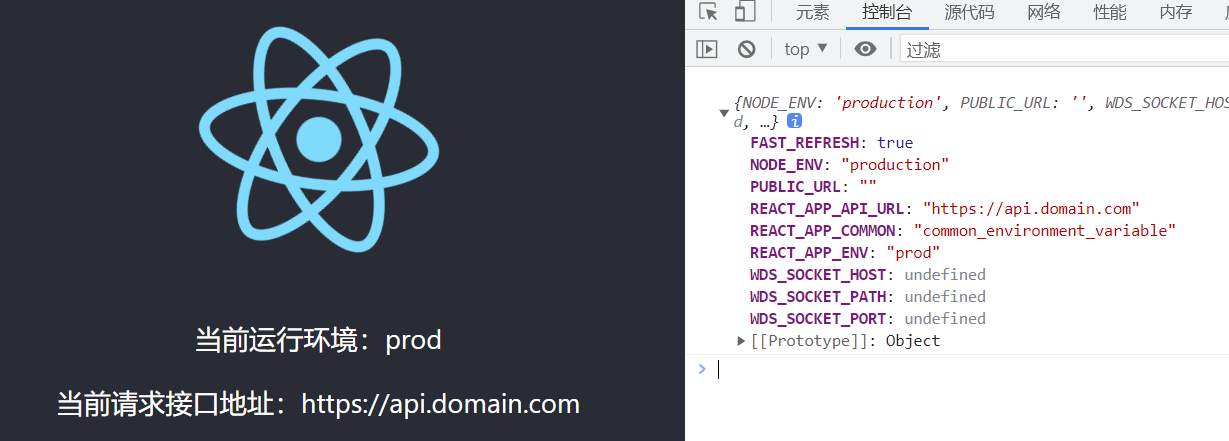 当前运行环境：prod
当前请求接口地址：https://api.domain.com
元素 控制台 源代码 网络 性能 内存
top ▼ 过滤
{NODE_ENV: 'production', PUBLIC_URL: '', WDS_SOCKET_HOS
d, …}
FAST_REFRESH: true
NODE_ENV: "production"
PUBLIC_URL: ""
REACT_APP_API_URL: "https://api.domain.com"
REACT_APP_COMMON: "common_environment_variable"
REACT_APP_ENV: "prod"
WDS_SOCKET_HOST: undefined
WDS_SOCKET_PATH: undefined
WDS_SOCKET_PORT: undefined
[[Prototype]]: Object